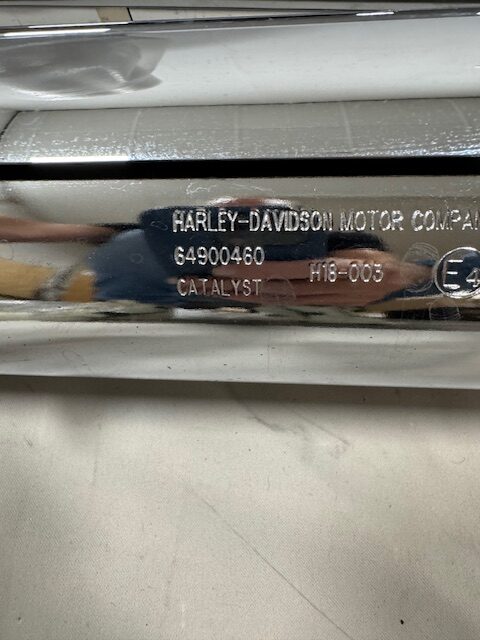 HARLEY-DAVIDSON MOTOR COMPAN
64900460
H18-003
E4
CATALYST